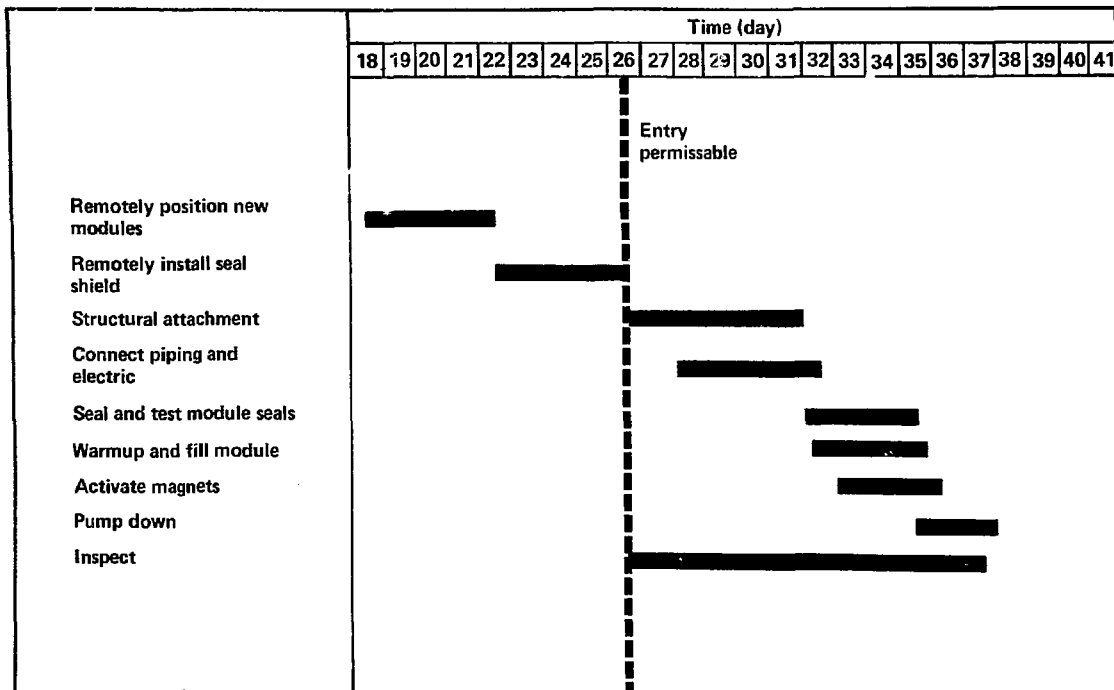 Time (day)
18 19 20 21 22 23 24 25 26 27 28 29 30 31 32 33 34 35 36 37 38 39 40 41
Entry
permissable
Remotely position new
modules
Remotely install seal
shield
Structural attachment
Connect piping and
electric
Seal and test module seals
Warmup and fill module
Activate magnets
Pump down
Inspect